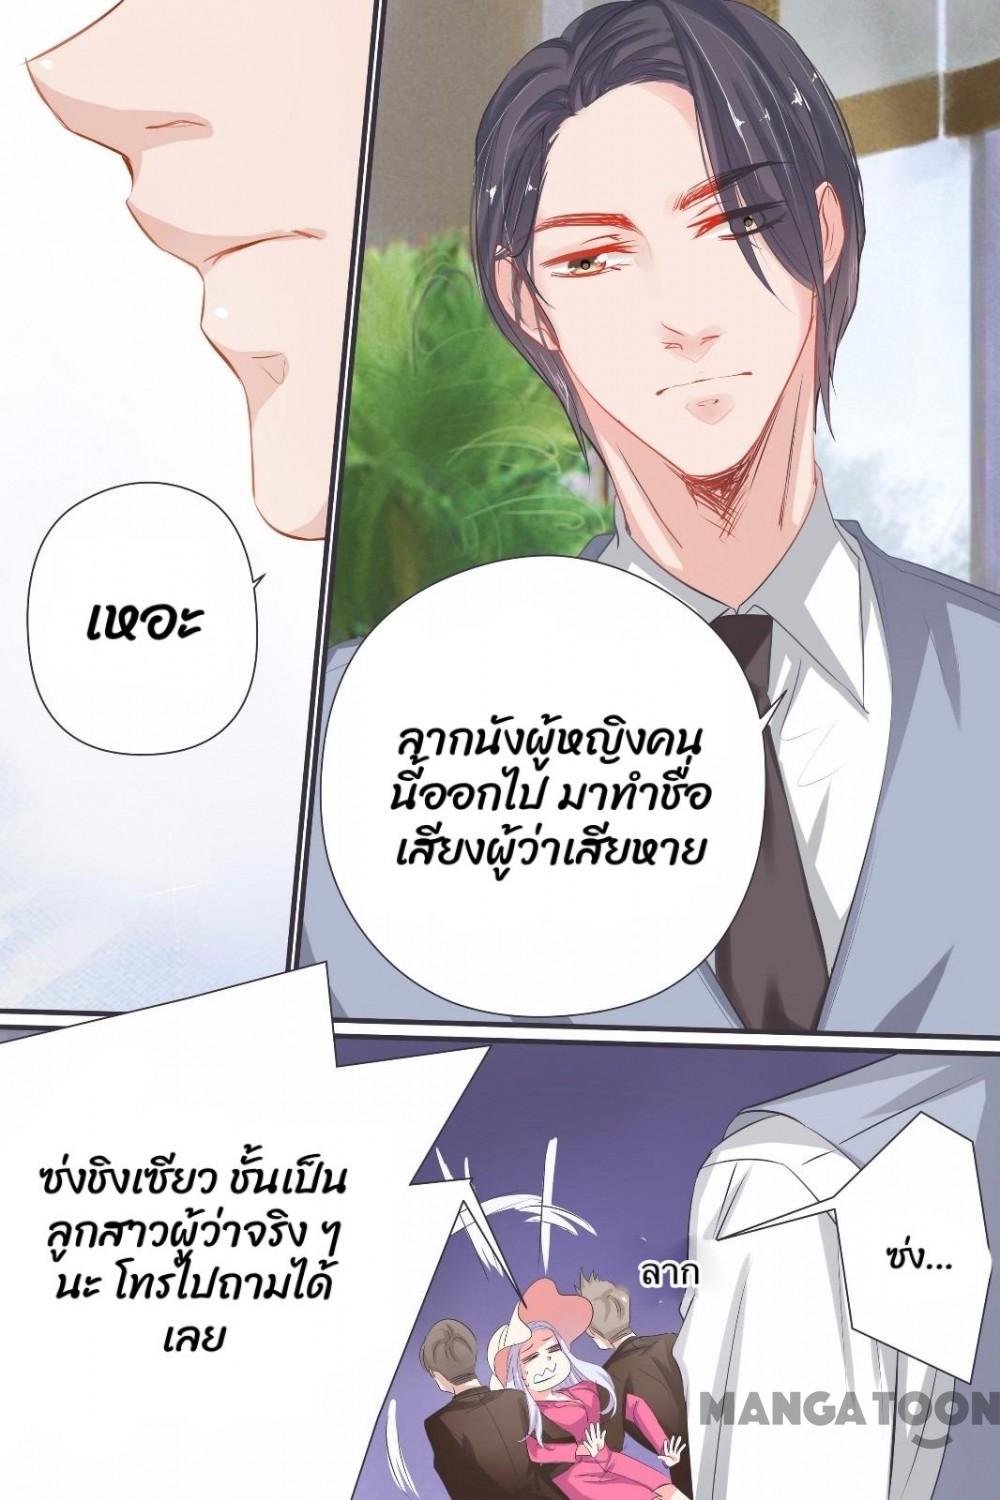 เหอะ
ลากนังผู้หญิงคน
นี้ออกไป มาทำชื่อ
เสียงผู้ว่าเสียหาย
ซ่งชิงเซียว ชั้นเป็น
ลูกสาวผู้ว่าจริง ๆ
นะ โทรไปถามได้
เลย
ซ่ง...
ลาก
MANGATOON